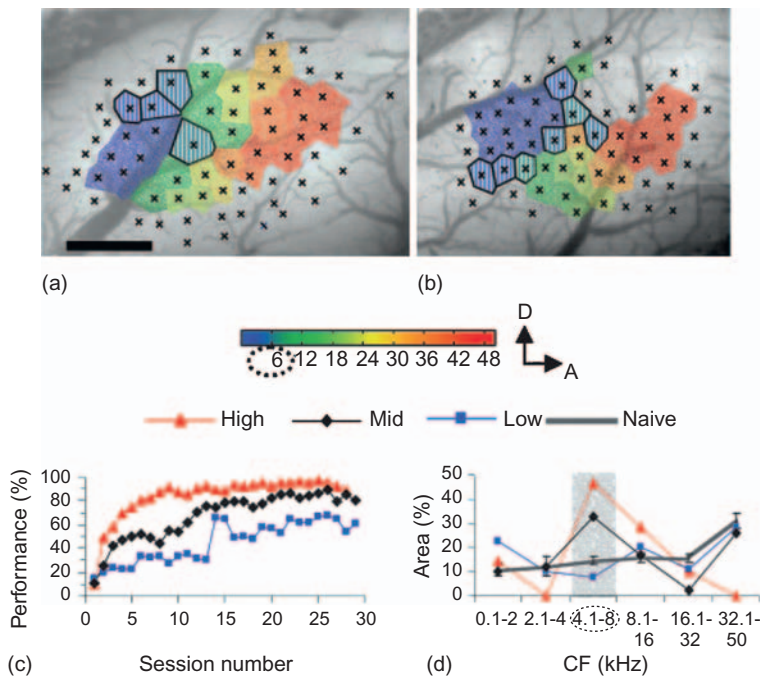 (a)
(b)
D
A
6 12 18 24 30 36 42 48
High Mid Low Naive
Performance (%)
100
80
60
40
20
0
0 5 10 15 20 25 30
Session number
(c)
Area (%)
50
40
30
20
10
0
0.1-2 2.1-4 4.1-8 8.1-16 16.1-32 32.1-50
CF (kHz)
(d)